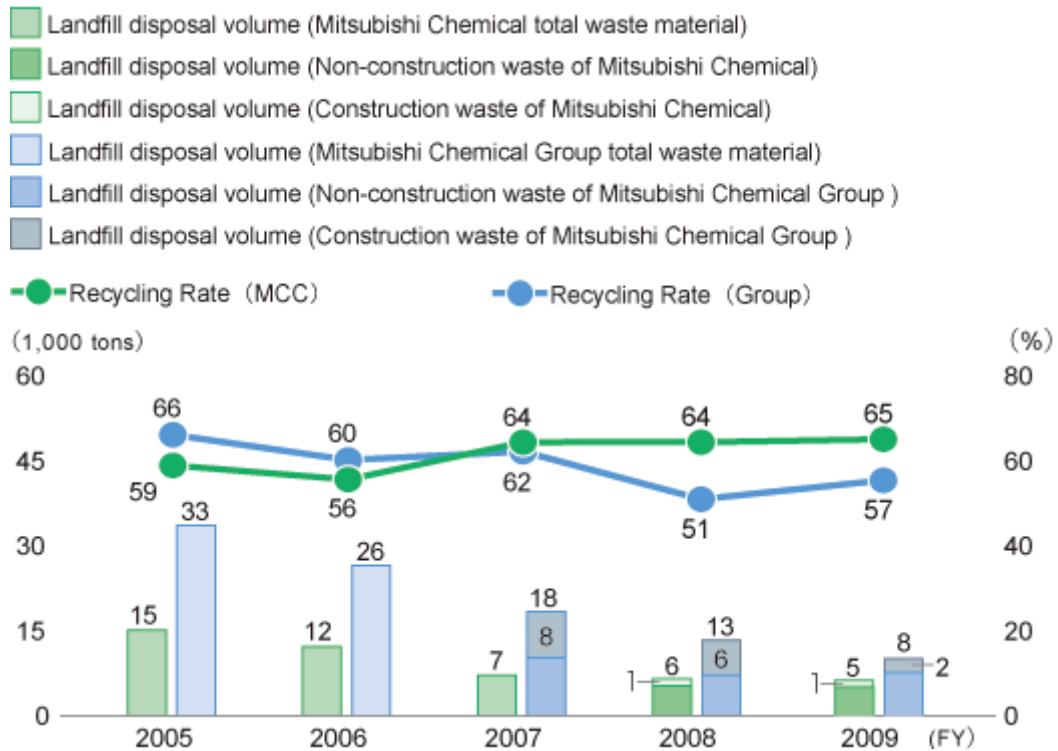 Landfill disposal volume (Mitsubishi Chemical total waste material)
Landfill disposal volume (Non-construction waste of Mitsubishi Chemical)
Landfill disposal volume (Construction waste of Mitsubishi Chemical)
Landfill disposal volume (Mitsubishi Chemical Group total waste material)
Landfill disposal volume (Non-construction waste of Mitsubishi Chemical Group )
Landfill disposal volume (Construction waste of Mitsubishi Chemical Group )
Recycling Rate（MCC） Recycling Rate（Group）
（1,000 tons） （%）
60 80
66 60 64 64 65
45 60
59 56 62 51 57
33 26
30 40
15 12 7 18 8 1 6 13 6 1 5 8 2
15 20
0 0
2005 2006 2007 2008 2009 （FY）